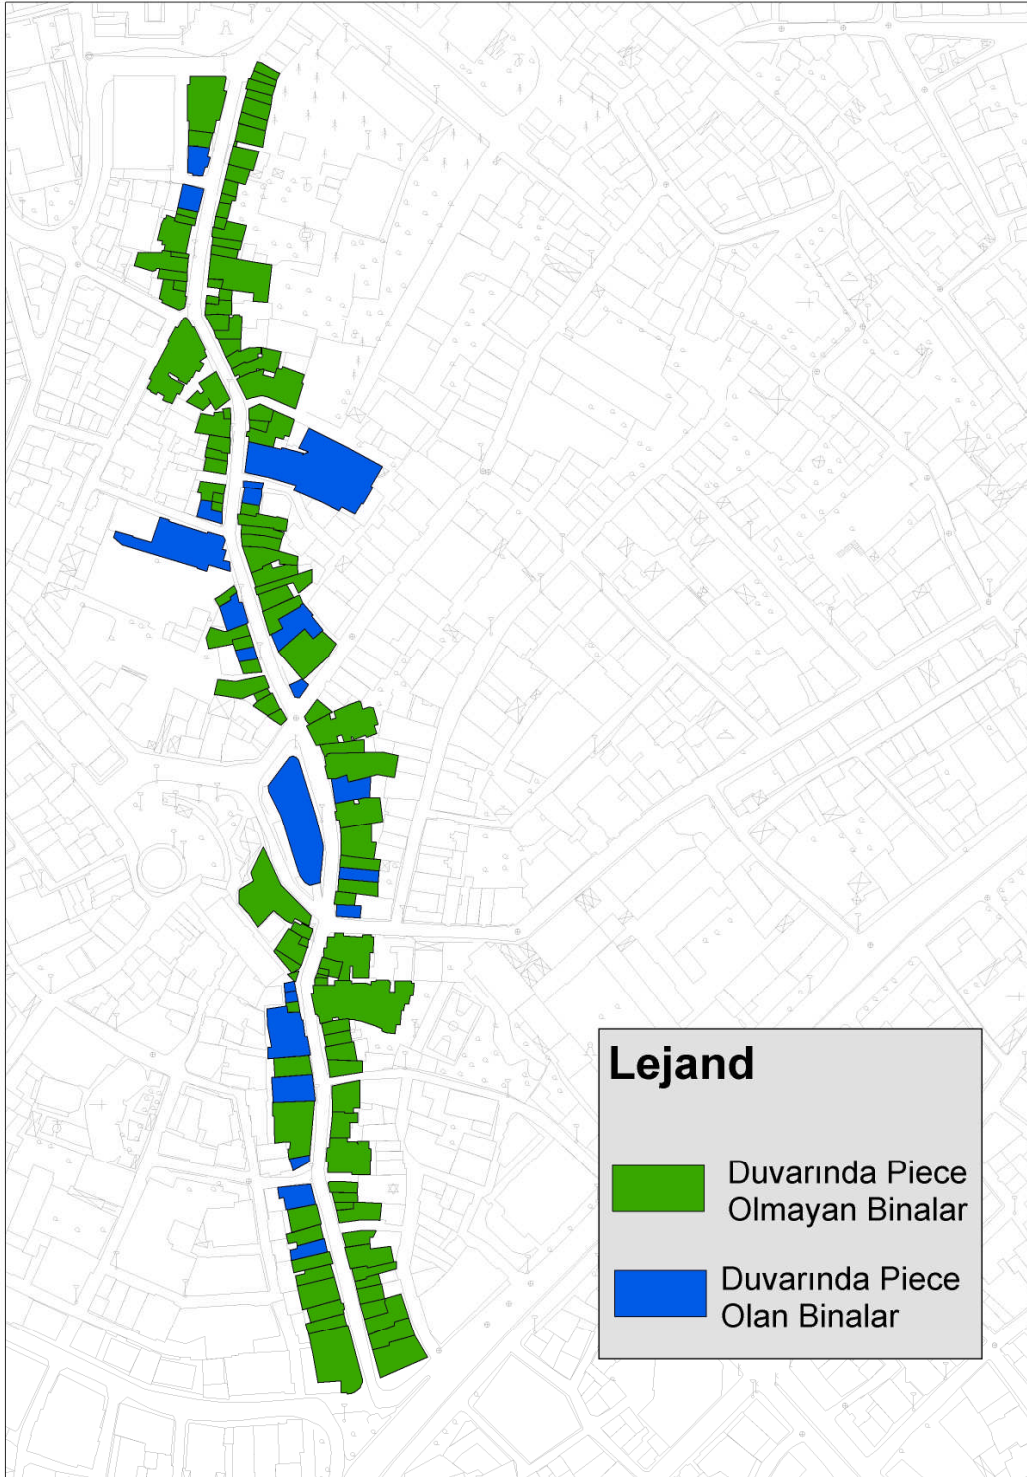 Lejand
Duvarında Piece
Olmayan Binalar
Duvarında Piece
Olan Binalar